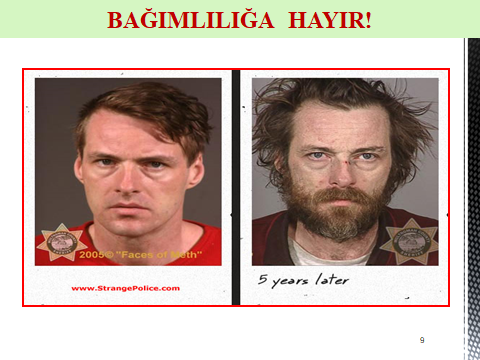 BAĞIMLILIĞA HAYIR!
2005© "Faces of Meth"
www.StrangePolice.com
5 years later
9